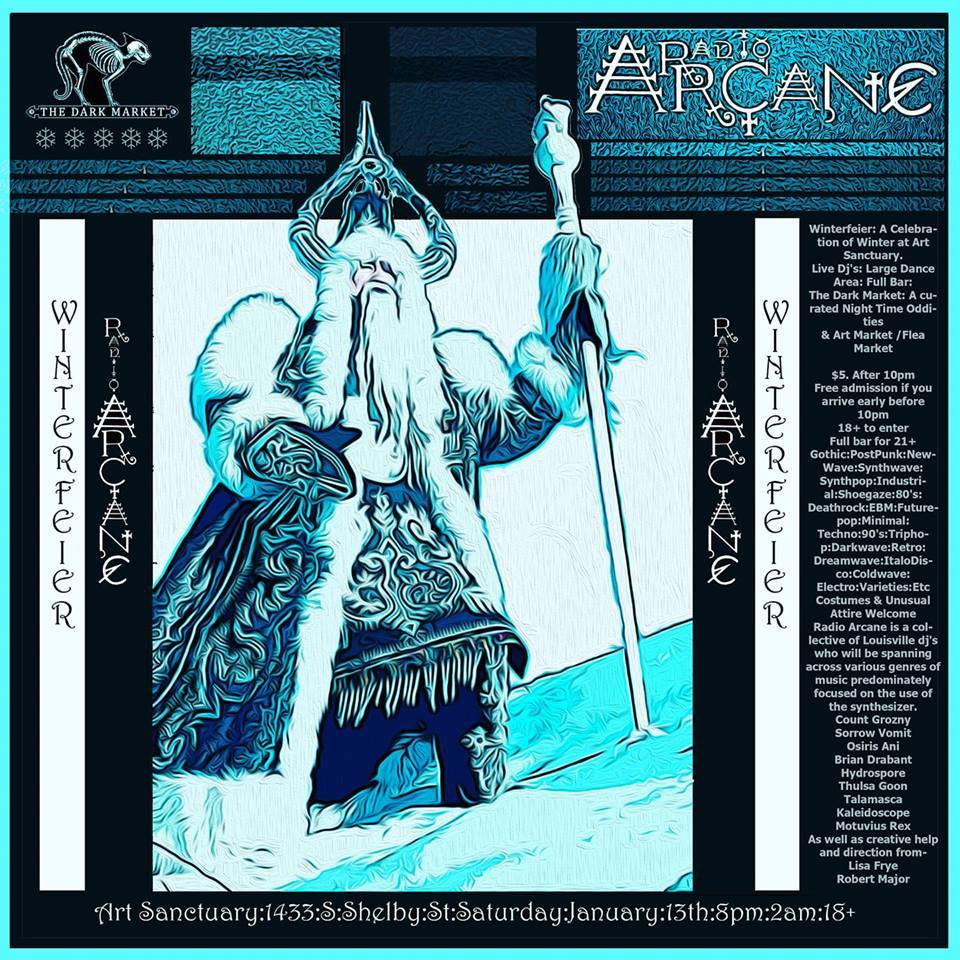 THE DARK MARKET
RADIO
ARCANE
WINTERFEIER
RADIO
ARCANE
RADIO
ARCANE
WINTERFEIER
Winterfeier: A Celebra-
tion of Winter at Art
Sanctuary.
Live Dj's: Large Dance
Area: Full Bar:
The Dark Market: A cu-
rated Night Time Oddi-
ties
& Art Market /Flea
Market
$5. After 10pm
Free admission if you
arrive early before
10pm
18+ to enter
Full bar for 21+
Gothic:PostPunk:New-
Wave:Synthwave:
Synthpop:Industri-
al:Shoegaze:80's:
Deathrock:EBM:Future-
pop:Minimal:
Techno:90's:Tripho-
p:Darkwave:Retro:
Dreamwave:ItaloDis-
co:Coldwave:
Electro:Varieties:Etc
Costumes & Unusual
Attire Welcome
Radio Arcane is a col-
lective of Louisville dj's
who will be spanning
across various genres of
music predominately
focused on the use of
the synthesizer.
Count Grozny
Sorrow Vomit
Osiris Ani
Brian Drabant
Hydrospore
Thulsa Goon
Talamasca
Kaleidoscope
Motuvius Rex
As well as creative help
and direction from-
Lisa Frye
Robert Major
Art Sanctuary:1433:S:Shelby:St:Saturday:January:13th:8pm:2am:18+